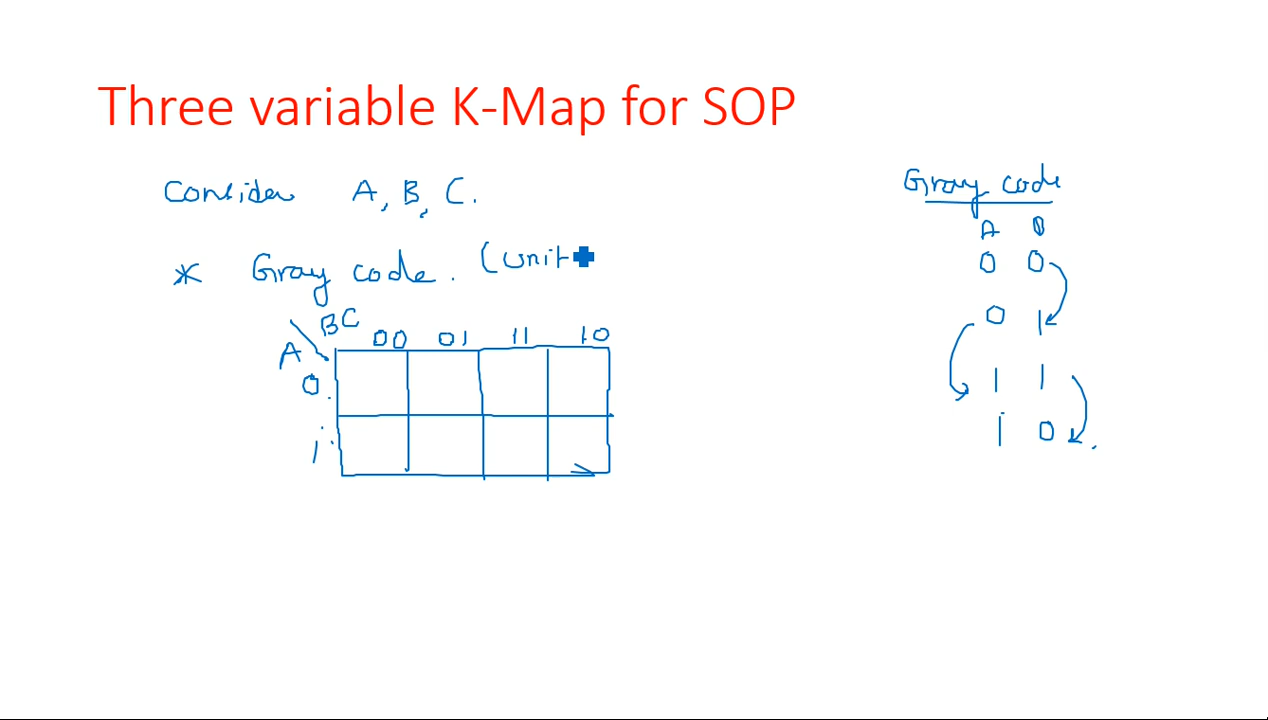 Three variable K-Map for SOP
Consider A, B, C.
* Gray code. (unit
BC
A
00 01 11 10
0
1
Gray code
A B
0 0
0 1
1 1
1 0